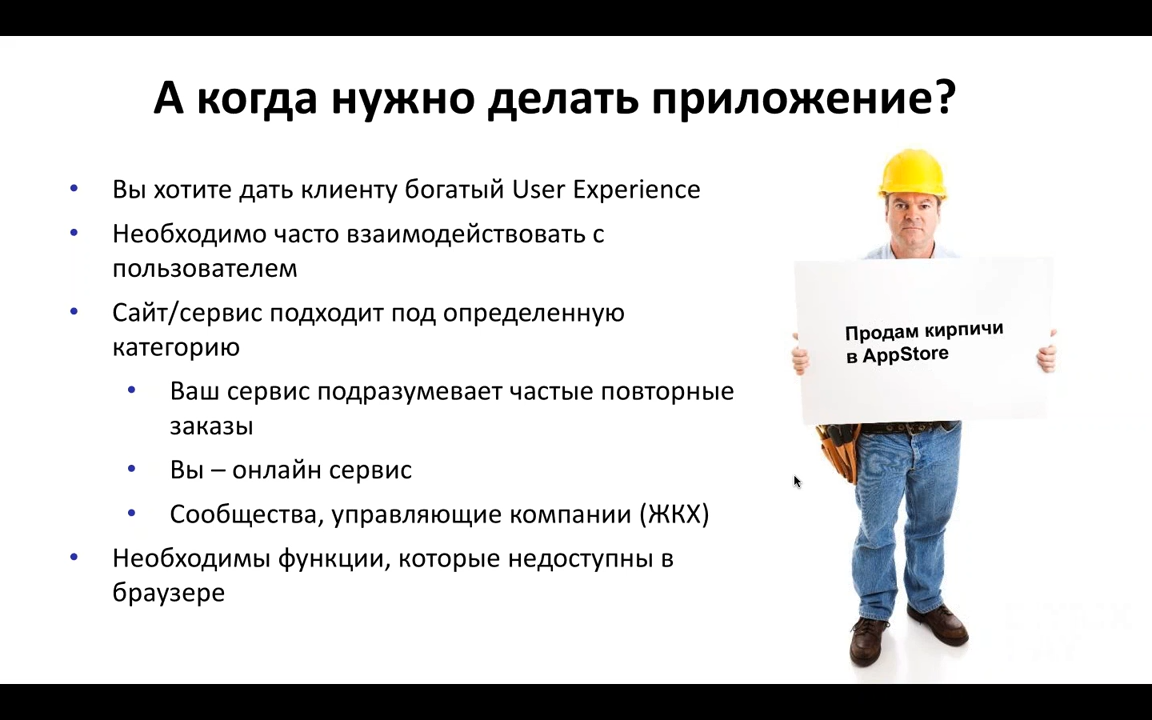 А когда нужно делать приложение?
• Вы хотите дать клиенту богатый User Experience
• Необходимо часто взаимодействовать с
пользователем
• Сайт/сервис подходит под определенную
категорию
• Ваш сервис подразумевает частые повторные
заказы
• Вы – онлайн сервис
• Сообщества, управляющие компании (ЖКХ)
• Необходимы функции, которые недоступны в
браузере
Продам кирпичи
в AppStore